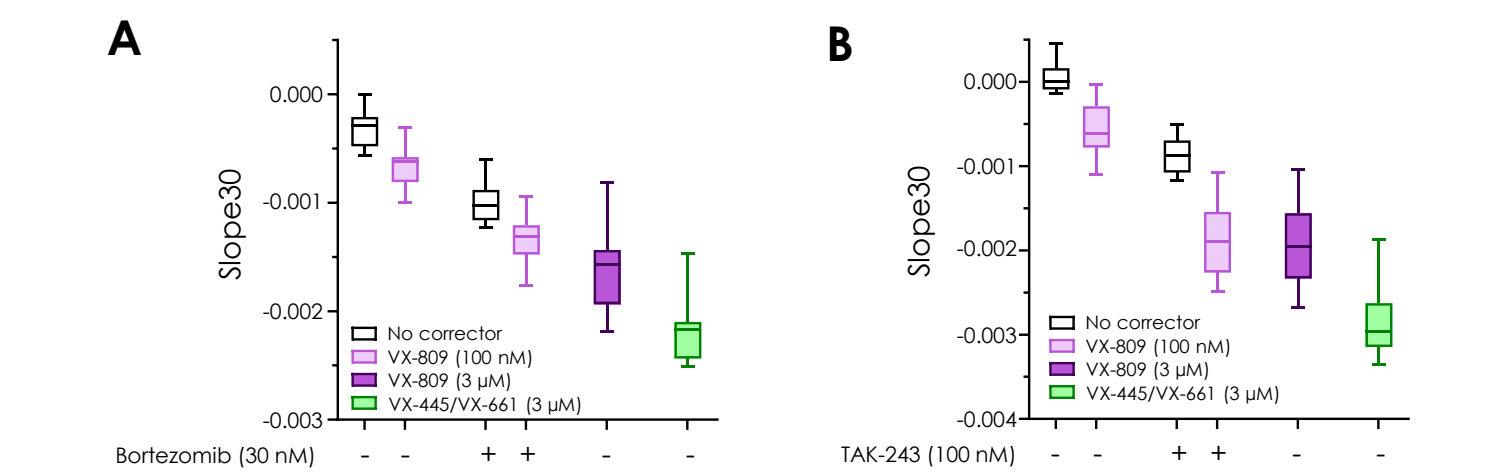 A
Slope30
0.000
-0.001
-0.002
-0.003
No corrector
VX-809 (100 nM)
VX-809 (3 µM)
VX-445/VX-661 (3 µM)
Bortezomib (30 nM) - - + + - -
B
Slope30
0.000
-0.001
-0.002
-0.003
-0.004
No corrector
VX-809 (100 nM)
VX-809 (3 µM)
VX-445/VX-661 (3 µM)
TAK-243 (100 nM) - - + + - -